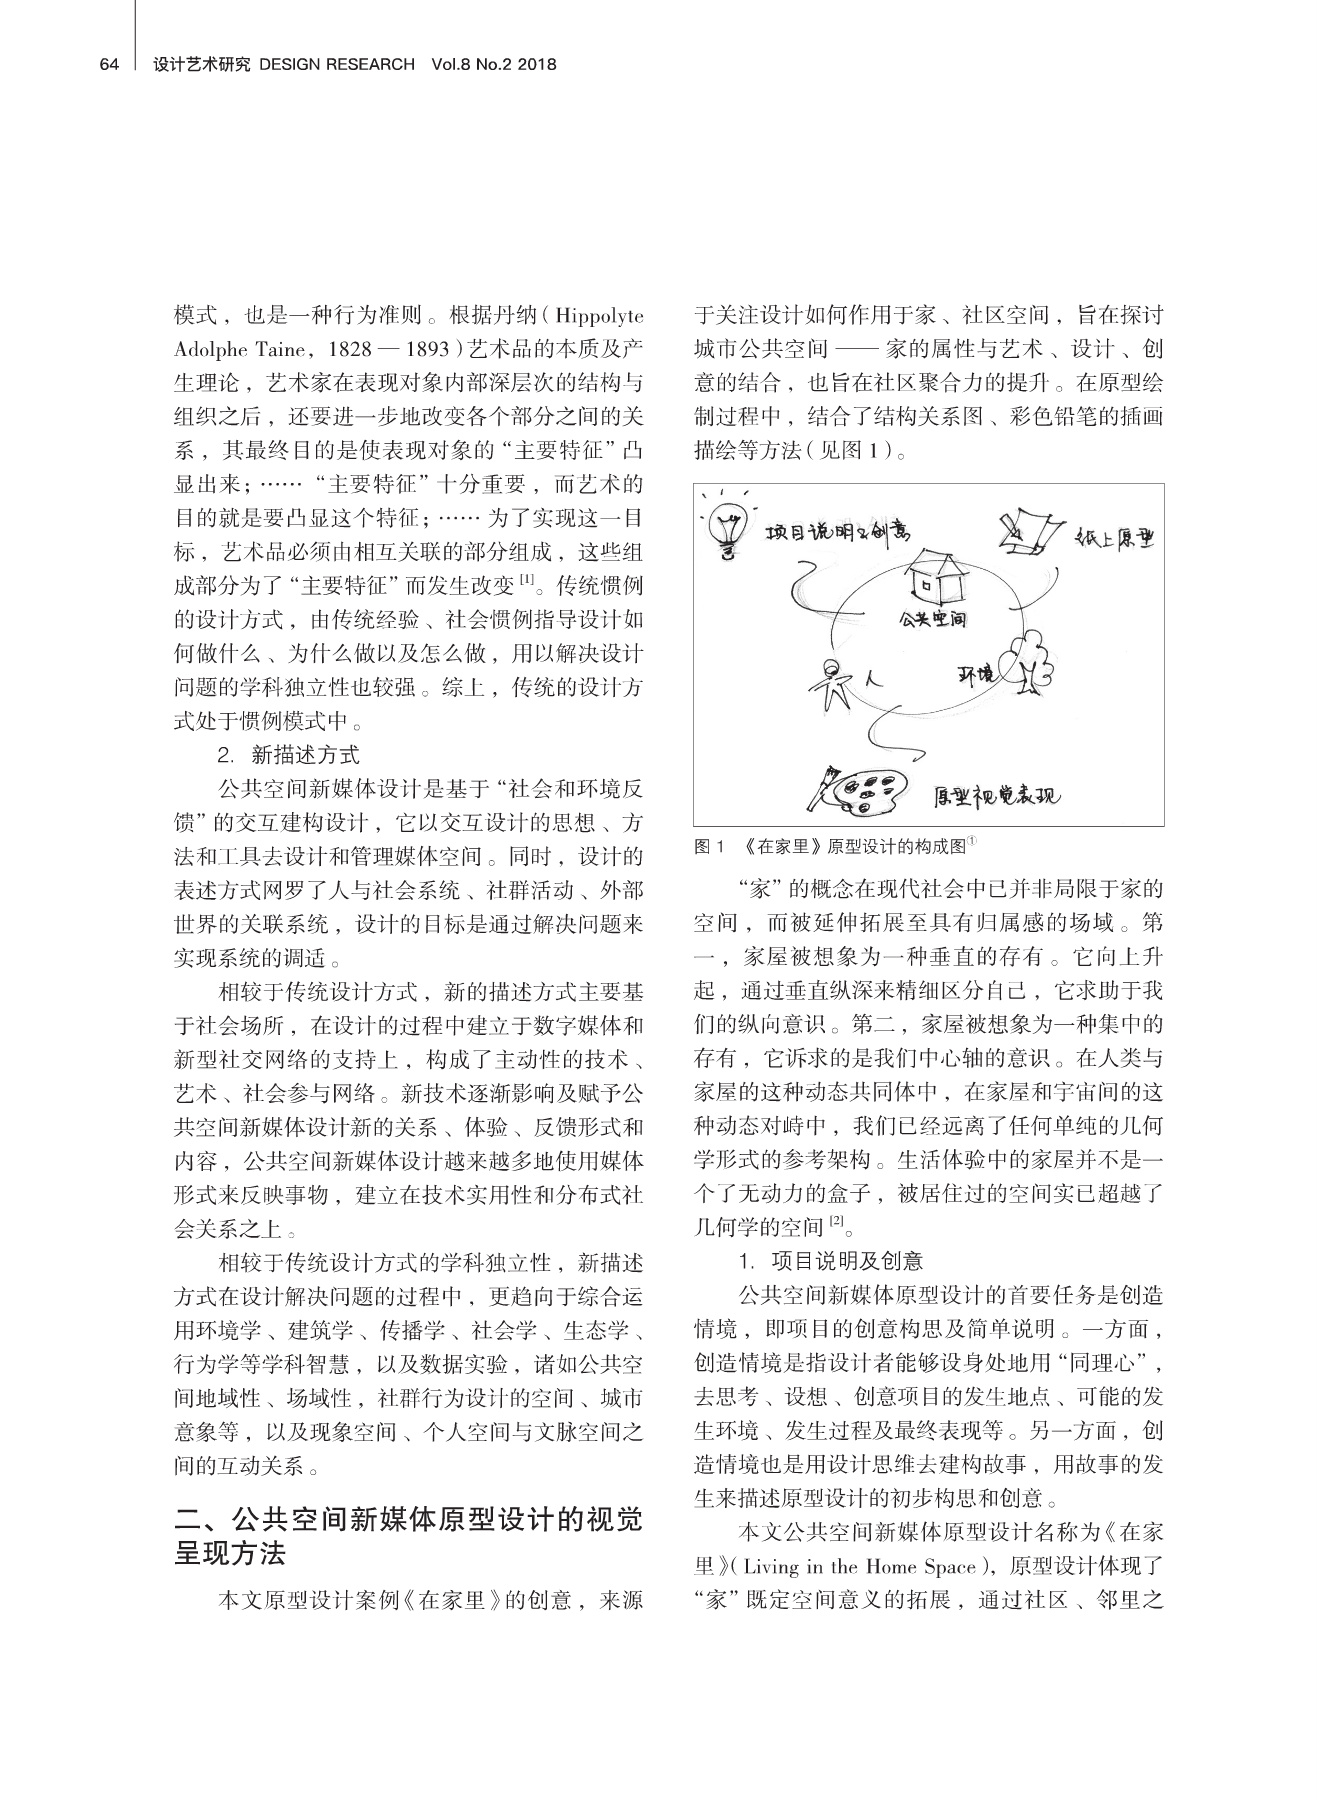 64 设计艺术研究 DESIGN RESEARCH Vol.8 No.2 2018
模式，也是一种行为准则。根据丹纳（Hippolyte
Adolphe Taine，1828 — 1893）艺术品的本质及产
生理论，艺术家在表现对象内部深层次的结构与
组织之后，还要进一步地改变各个部分之间的关
系，其最终目的是使表现对象的“主要特征”凸
显出来；……“主要特征”十分重要，而艺术的
目的就是要凸显这个特征；……为了实现这一目
标，艺术品必须由相互关联的部分组成，这些组
成部分为了“主要特征”而发生改变[1]。传统惯例
的设计方式，由传统经验、社会惯例指导设计如
何做什么、为什么做以及怎么做，用以解决设计
问题的学科独立性也较强。综上，传统的设计方
式处于惯例模式中。
2. 新描述方式
公共空间新媒体设计是基于“社会和环境反
馈”的交互建构设计，它以交互设计的思想、方
法和工具去设计和管理媒体空间。同时，设计的
表述方式网罗了人与社会系统、社群活动、外部
世界的关联系统，设计的目标是通过解决问题来
实现系统的调适。
相较于传统设计方式，新的描述方式主要基
于社会场所，在设计的过程中建立于数字媒体和
新型社交网络的支持上，构成了主动性的技术、
艺术、社会参与网络。新技术逐渐影响及赋予公
共空间新媒体设计新的关系、体验、反馈形式和
内容，公共空间新媒体设计越来越多地使用媒体
形式来反映事物，建立在技术实用性和分布式社
会关系之上。
相较于传统设计方式的学科独立性，新描述
方式在设计解决问题的过程中，更趋向于综合运
用环境学、建筑学、传播学、社会学、生态学、
行为学等学科智慧，以及数据实验，诸如公共空
间地域性、场域性，社群行为设计的空间、城市
意象等，以及现象空间、个人空间与文脉空间之
间的互动关系。
二、公共空间新媒体原型设计的视觉
呈现方法
本文原型设计案例《在家里》的创意，来源
于关注设计如何作用于家、社区空间，旨在探讨
城市公共空间 —— 家的属性与艺术、设计、创
意的结合，也旨在社区聚合力的提升。在原型绘
制过程中，结合了结构关系图、彩色铅笔的插画
描绘等方法（见图 1）。
项目说明及创意
纸上原型
公共空间
环境
人
原型视觉表现
图 1 《在家里》原型设计的构成图①
“家”的概念在现代社会中已并非局限于家的
空间，而被延伸拓展至具有归属感的场域。第
一，家屋被想象为一种垂直的存有。它向上升
起，通过垂直纵深来精细区分自己，它求助于我
们的纵向意识。第二，家屋被想象为一种集中的
存有，它诉求的是我们中心轴的意识。在人类与
家屋的这种动态共同体中，在家屋和宇宙间的这
种动态对峙中，我们已经远离了任何单纯的几何
学形式的参考架构。生活体验中的家屋并不是一
个了无动力的盒子，被居住过的空间实已超越了
几何学的空间[2]。
1. 项目说明及创意
公共空间新媒体原型设计的首要任务是创造
情境，即项目的创意构思及简单说明。一方面，
创造情境是指设计者能够设身处地用“同理心”，
去思考、设想、创意项目的发生地点、可能的发
生环境、发生过程及最终表现等。另一方面，创
造情境也是用设计思维去建构故事，用故事的发
生来描述原型设计的初步构思和创意。
本文公共空间新媒体原型设计名称为《在家
里》（Living in the Home Space），原型设计体现了
“家”既定空间意义的拓展，通过社区、邻里之